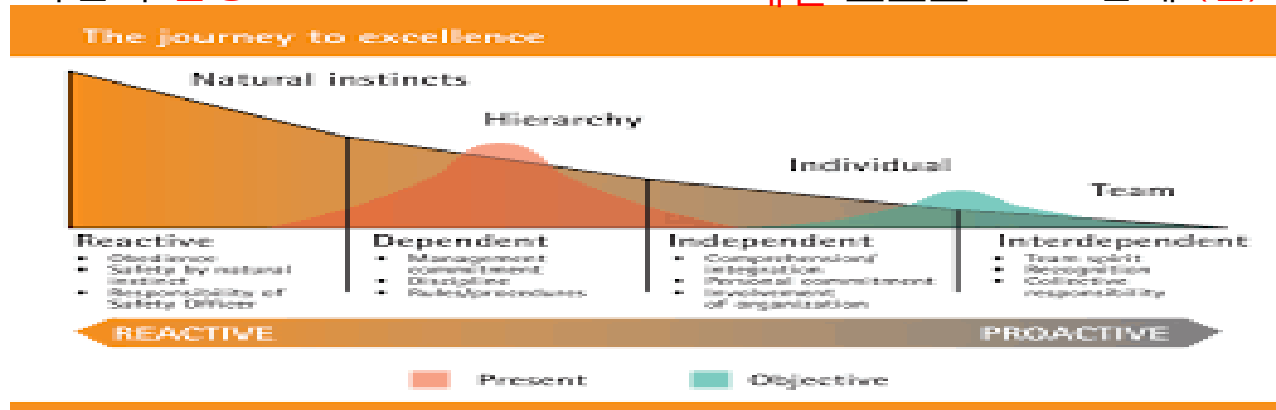 The journey to excellence
Natural instincts
Hierarchy
Individual
Team
Reactive
• Obedience
• Safety by natural
instinct
• Responsibility of
Safety Officer
Dependent
• Management
commitment
• Discipline
• Rules/procedures
Independent
• Comprehension/
integration
• Personal commitment
• Involvement
of organization
Interdependent
• Team spirit
• Recognition
• Collective
responsibility
REACTIVE
PROACTIVE
Present
Objective